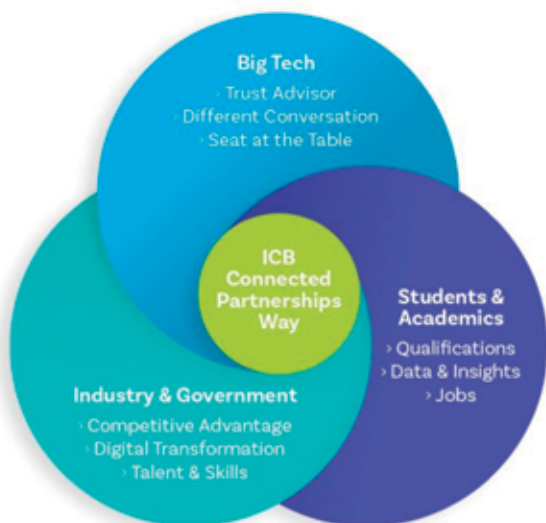 Big Tech
› Trust Advisor
› Different Conversation
› Seat at the Table
ICB
Connected
Partnerships
Way
Students &
Academics
› Qualifications
› Data & Insights
› Jobs
Industry & Government
› Competitive Advantage
› Digital Transformation
› Talent & Skills